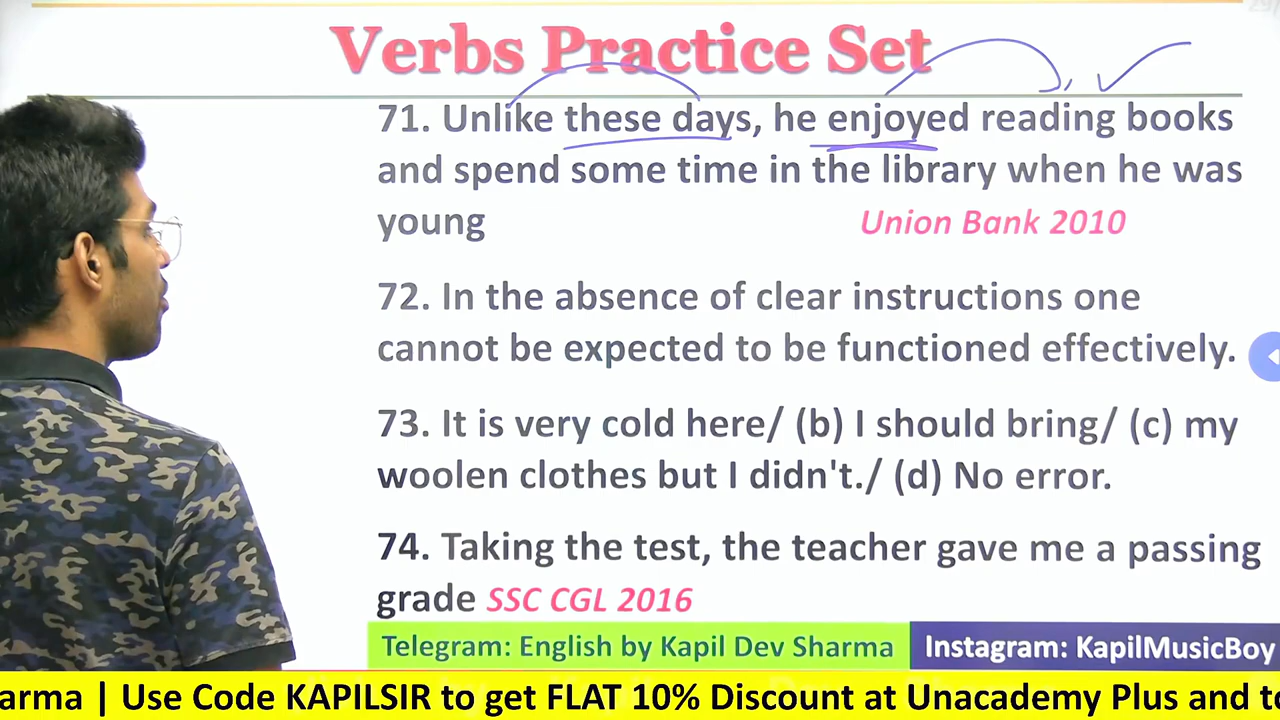 Verbs Practice Set
71. Unlike these days, he enjoyed reading books
and spend some time in the library when he was
young
Union Bank 2010
72. In the absence of clear instructions one
cannot be expected to be functioned effectively.
73. It is very cold here/ (b) I should bring/ (c) my
woolen clothes but I didn't./ (d) No error.
74. Taking the test, the teacher gave me a passing
grade SSC CGL 2016
Telegram: English by Kapil Dev Sharma
Instagram: KapilMusicBoy
arma | Use Code KAPILSIR to get FLAT 10% Discount at Unacademy Plus and to